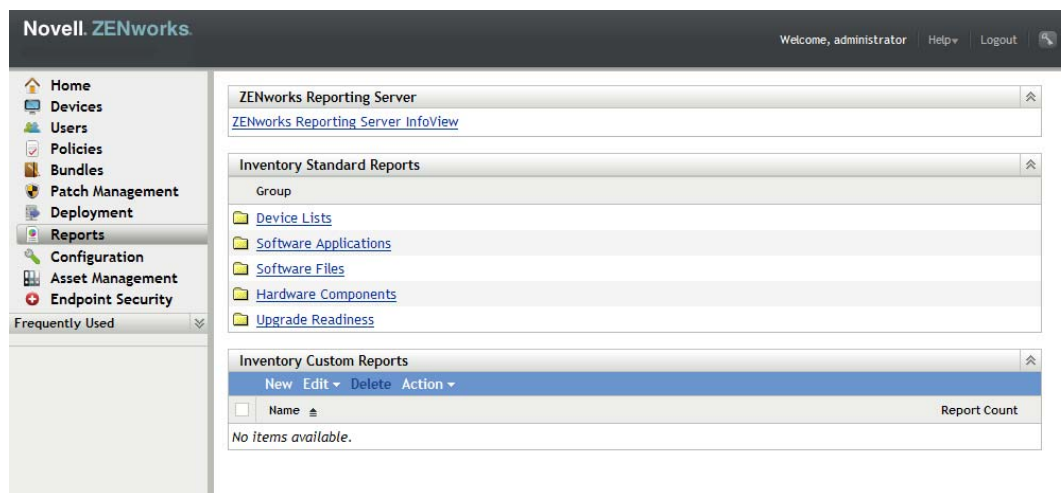 Novell. ZENworks.
Welcome, administrator Help Logout
Home
Devices
Users
Policies
Bundles
Patch Management
Deployment
Reports
Configuration
Asset Management
Endpoint Security
Frequently Used
ZENworks Reporting Server
ZENworks Reporting Server InfoView
Inventory Standard Reports
Group
Device Lists
Software Applications
Software Files
Hardware Components
Upgrade Readiness
Inventory Custom Reports
New Edit Delete Action
Name Report Count
No items available.